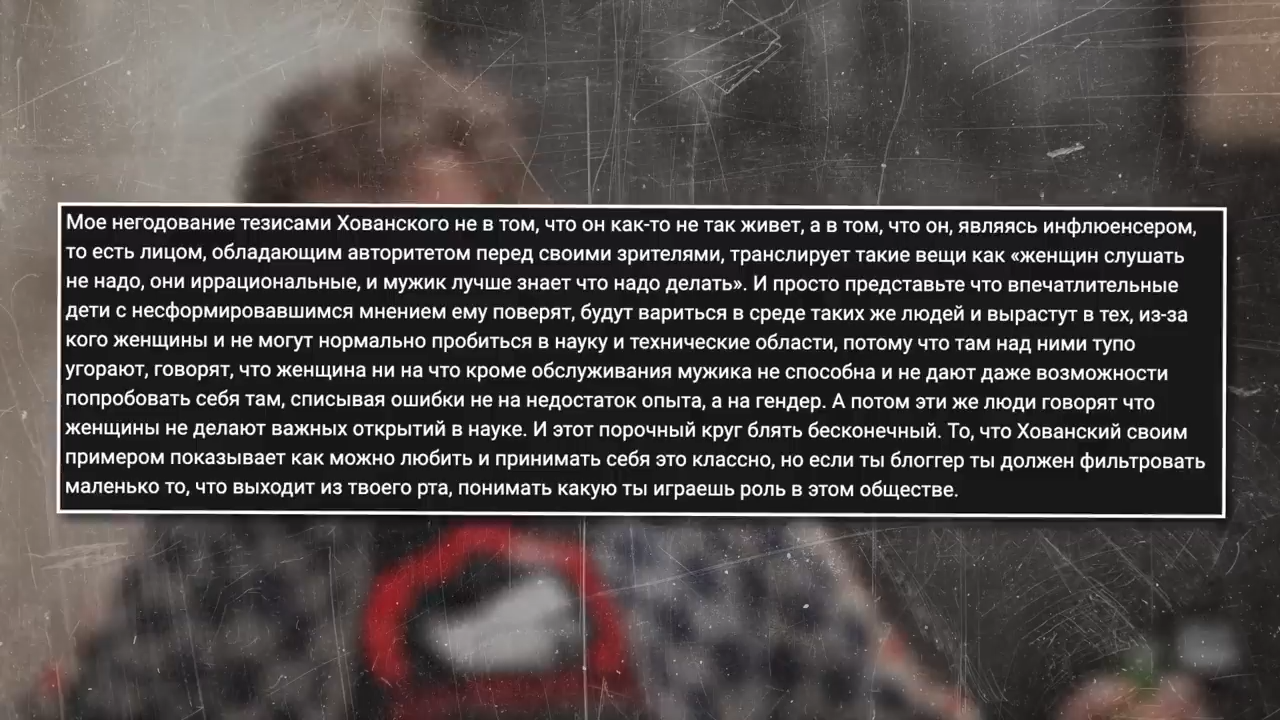 Мое негодование тезисами Хованского не в том, что он как-то не так живет, а в том, что он, являясь инфлюенсером,
то есть лицом, обладающим авторитетом перед своими зрителями, транслирует такие вещи как «женщин слушать
не надо, они иррациональные, и мужик лучше знает что надо делать». И просто представьте что впечатлительные
дети с несформировавшимся мнением ему поверят, будут вариться в среде таких же людей и вырастут в тех, из-за
кого женщины и не могут нормально пробиться в науку и технические области, потому что там над ними тупо
угорают, говорят, что женщина ни на что кроме обслуживания мужика не способна и не дают даже возможности
попробовать себя там, списывая ошибки не на недостаток опыта, а на гендер. А потом эти же люди говорят что
женщины не делают важных открытий в науке. И этот порочный круг блять бесконечный. То, что Хованский своим
примером показывает как можно любить и принимать себя это классно, но если ты блоггер ты должен фильтровать
маленько то, что выходит из твоего рта, понимать какую ты играешь роль в этом обществе.